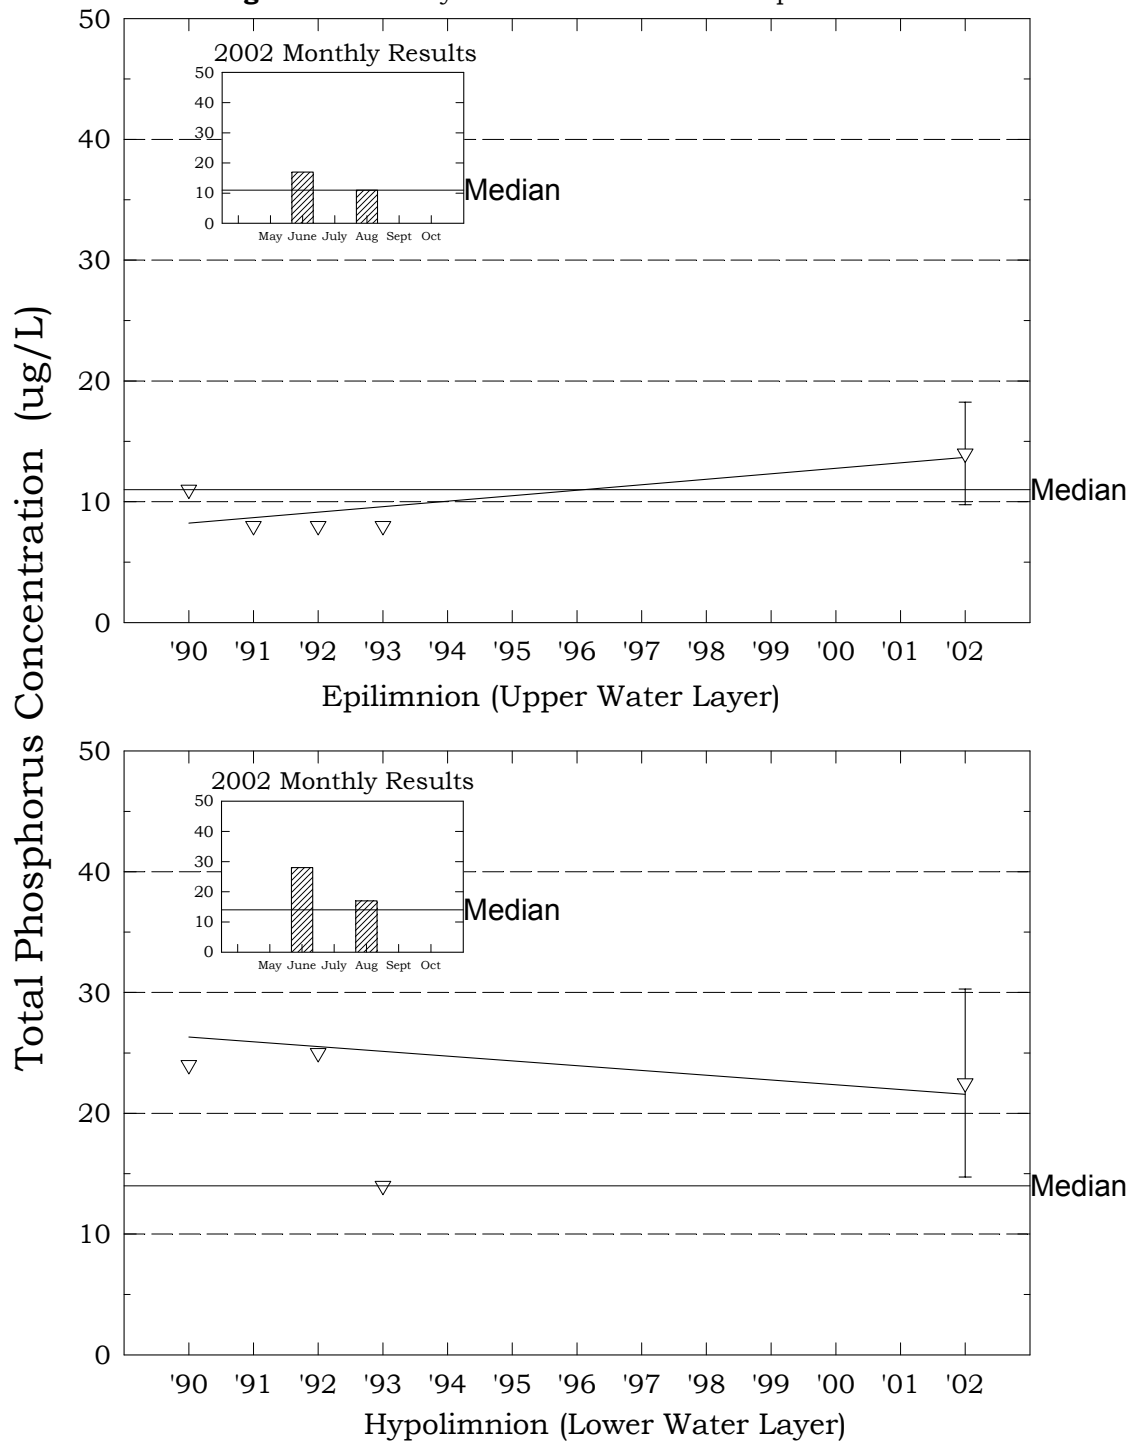 50
2002 Monthly Results
50
40
30
20
10
0
May June July Aug Sept Oct
Median
40
30
20
10
0
Median
'90 '91 '92 '93 '94 '95 '96 '97 '98 '99 '00 '01 '02
Epilimnion (Upper Water Layer)
Total Phosphorus Concentration (ug/L)
50
2002 Monthly Results
50
40
30
20
10
0
May June July Aug Sept Oct
Median
40
30
20
10
0
Median
'90 '91 '92 '93 '94 '95 '96 '97 '98 '99 '00 '01 '02
Hypolimnion (Lower Water Layer)